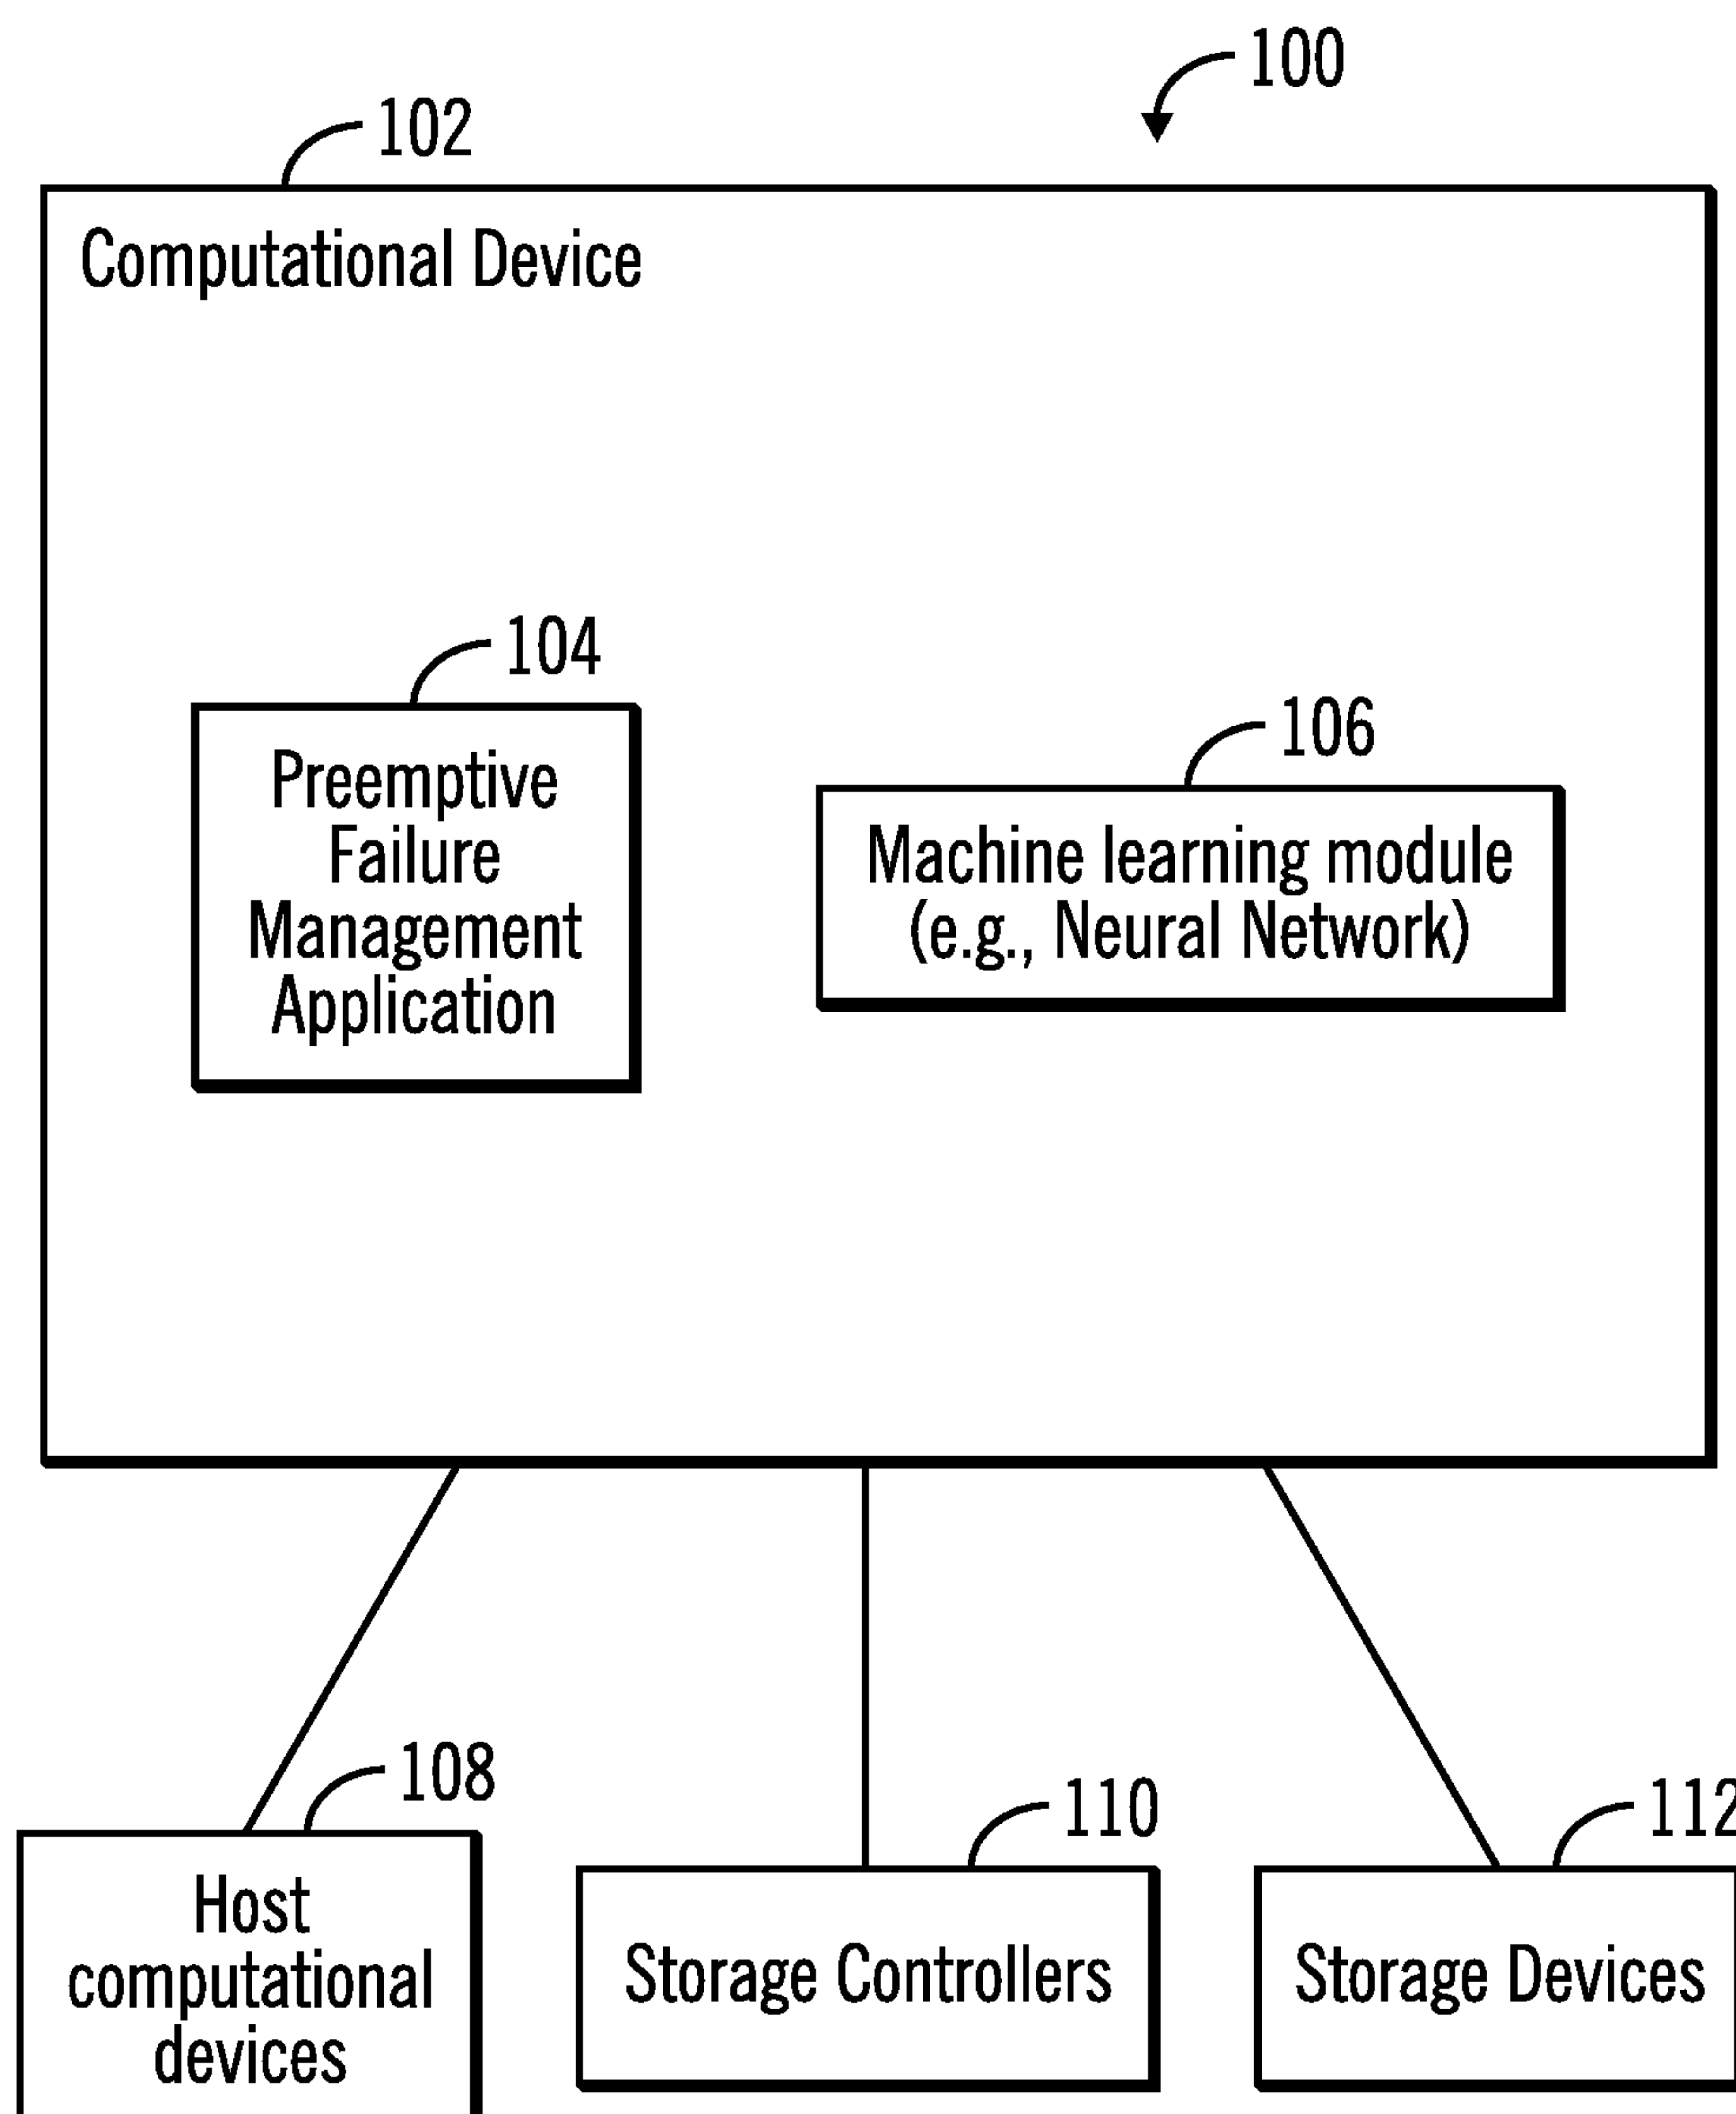 100
102
Computational Device
104
Preemptive
Failure
Management
Application
106
Machine learning module
(e.g., Neural Network)
108
Host
computational
devices
110
Storage Controllers
112
Storage Devices